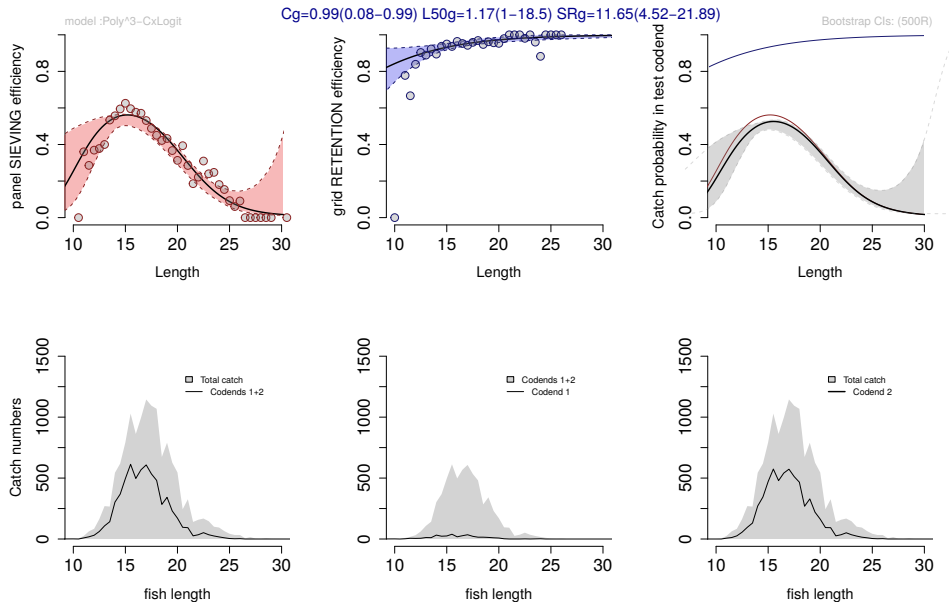 Cg=0.99(0.08−0.99) L50g=1.17(1−18.5) SRg=11.65(4.52−21.89)
model :Poly^3−CxLogit
Bootstrap CIs: (500R)
panel SIEVING efficiency
0.0 0.4 0.8
10 15 20 25 30
Length
grid RETENTION efficiency
0.0 0.4 0.8
10 15 20 25 30
Length
Catch probability in test codend
0.0 0.4 0.8
10 15 20 25 30
Length
Catch numbers
0 500 1000 1500
Total catch
Codends 1+2
10 15 20 25 30
fish length
0 500 1000 1500
Codends 1+2
Codend 1
10 15 20 25 30
fish length
0 500 1000 1500
Total catch
Codend 2
10 15 20 25 30
fish length